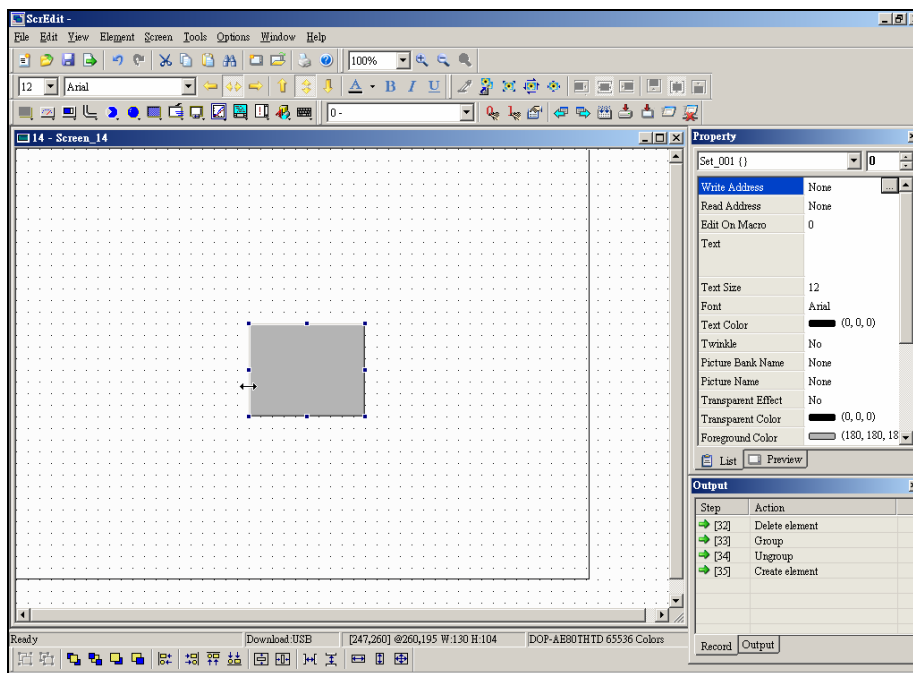 ScrEdit -
File Edit View Element Screen Tools Options Window Help
100%
12 Arial A B I U
0 -
14 - Screen_14
Property
Set_001 {} 0
Write Address None ...
Read Address None
Edit On Macro 0
Text
Text Size 12
Font Arial
Text Color (0, 0, 0)
Twinkle No
Picture Bank Name None
Picture Name None
Transparent Effect No
Transparent Color (0, 0, 0)
Foreground Color (180, 180, 18
List Preview
Output
Step Action
[32] Delete element
[33] Group
[34] Ungroup
[35] Create element
Ready Download:USB [247,260] @260,195 W:130 H:104 DOP-AE80THTD 65536 Colors
Record Output